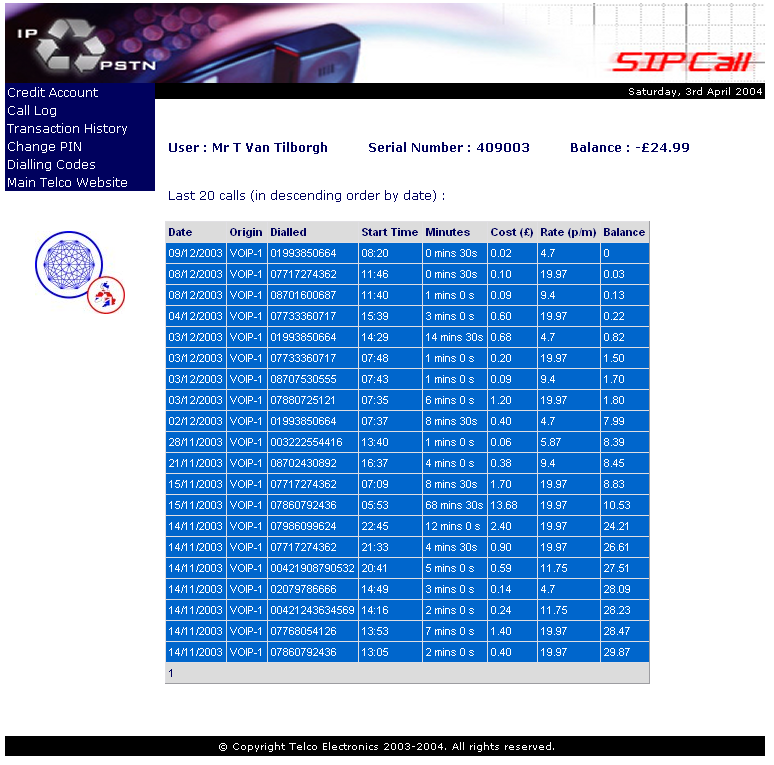 IP
PSTN
SIPCall
Saturday, 3rd April 2004
Credit Account
Call Log
Transaction History
Change PIN
Dialling Codes
Main Telco Website
User : Mr T Van Tilborgh Serial Number : 409003 Balance : -£24.99
Last 20 calls (in descending order by date) :
Date Origin Dialled Start Time Minutes Cost (£) Rate (p/m) Balance
09/12/2003 VOIP-1 01993850664 08:20 0 mins 30s 0.02 4.7 0
08/12/2003 VOIP-1 07717274362 11:46 0 mins 30s 0.10 19.97 0.03
08/12/2003 VOIP-1 08701600687 11:40 1 mins 0 s 0.09 9.4 0.13
04/12/2003 VOIP-1 07733360717 15:39 3 mins 0 s 0.60 19.97 0.22
03/12/2003 VOIP-1 01993850664 14:29 14 mins 30s 0.68 4.7 0.82
03/12/2003 VOIP-1 07733360717 07:48 1 mins 0 s 0.20 19.97 1.50
03/12/2003 VOIP-1 08707530555 07:43 1 mins 0 s 0.09 9.4 1.70
03/12/2003 VOIP-1 07880725121 07:35 6 mins 0 s 1.20 19.97 1.80
02/12/2003 VOIP-1 01993850664 07:37 8 mins 30s 0.40 4.7 7.99
28/11/2003 VOIP-1 003222554416 13:40 1 mins 0 s 0.06 5.87 8.39
21/11/2003 VOIP-1 08702430892 16:37 4 mins 0 s 0.38 9.4 8.45
15/11/2003 VOIP-1 07717274362 07:09 8 mins 30s 1.70 19.97 8.83
15/11/2003 VOIP-1 07860792436 05:53 68 mins 30s 13.68 19.97 10.53
14/11/2003 VOIP-1 07986099624 22:45 12 mins 0 s 2.40 19.97 24.21
14/11/2003 VOIP-1 07717274362 21:33 4 mins 30s 0.90 19.97 26.61
14/11/2003 VOIP-1 00421908790532 20:41 5 mins 0 s 0.59 11.75 27.51
14/11/2003 VOIP-1 02079786666 14:49 3 mins 0 s 0.14 4.7 28.09
14/11/2003 VOIP-1 00421243634569 14:16 2 mins 0 s 0.24 11.75 28.23
14/11/2003 VOIP-1 07768054126 13:53 7 mins 0 s 1.40 19.97 28.47
14/11/2003 VOIP-1 07860792436 13:05 2 mins 0 s 0.40 19.97 29.87
1
© Copyright Telco Electronics 2003-2004. All rights reserved.